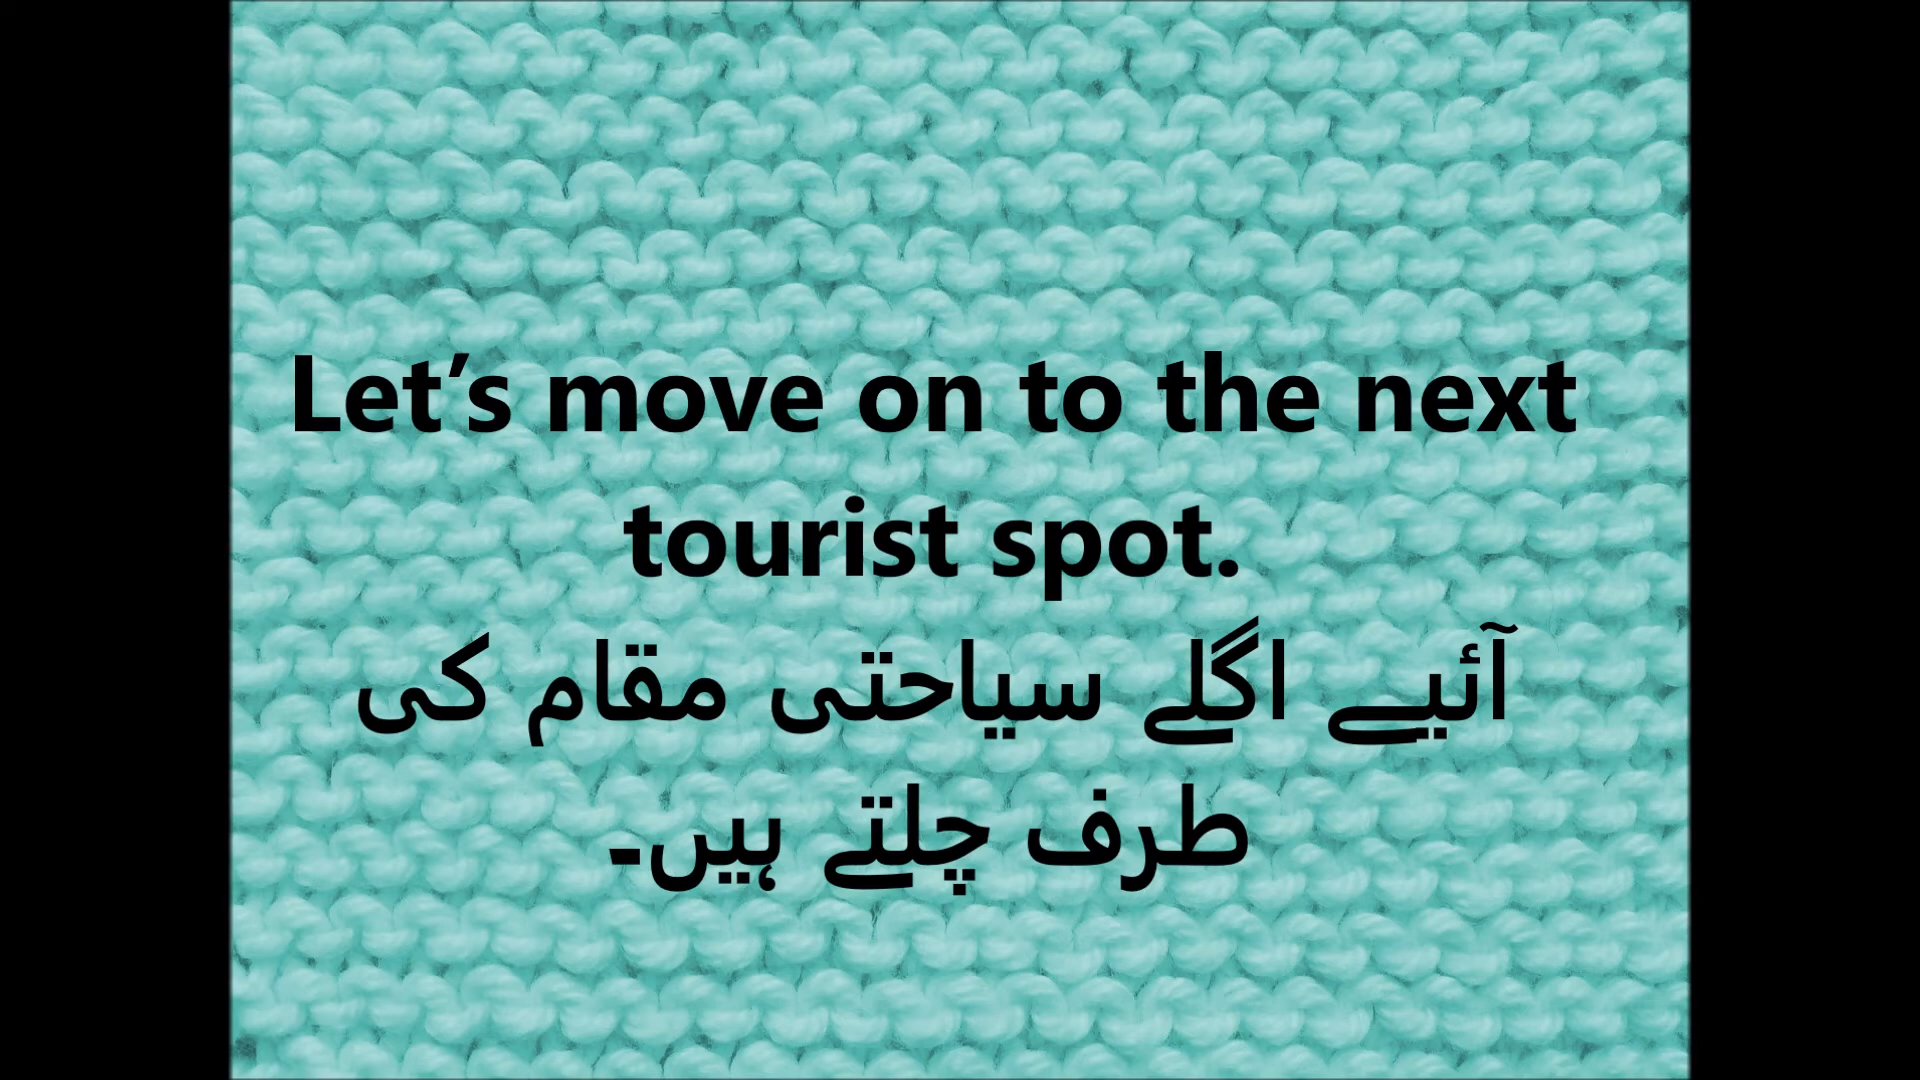 Let’s move on to the next
tourist spot.
آئیے اگلے سیاحتی مقام کی
طرف چلتے ہیں۔